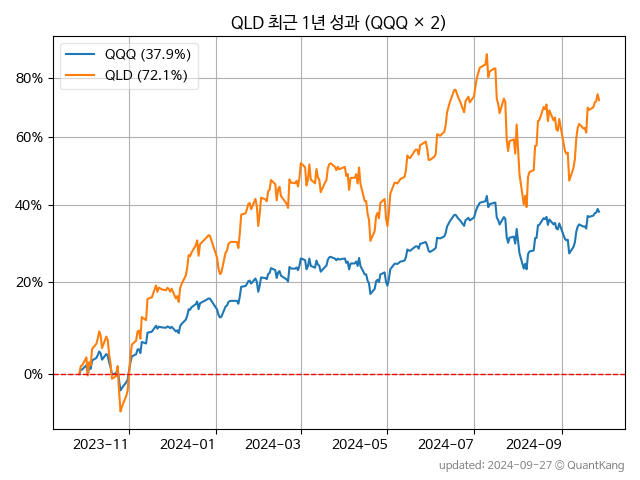 QLD 최근 1년 성과 (QQQ × 2)
QQQ (37.9%)
QLD (72.1%)
80%
60%
40%
20%
0%
2023-11 2024-01 2024-03 2024-05 2024-07 2024-09
updated: 2024-09-27 © QuantKang